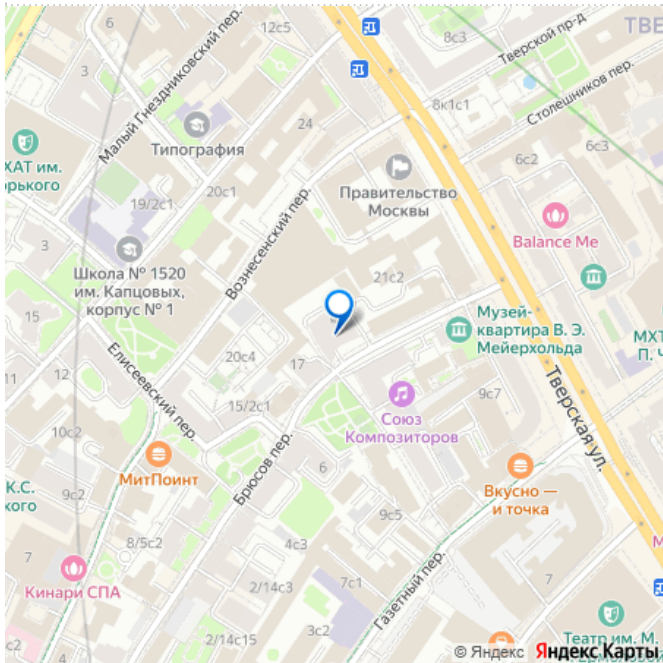 12с5
8с3
Тверской пр-д
ТВЕ
3
Малый Гнездниковский пер.
Типография
24
8к1с1
Столешников пер.
МХАТ им.
орького
20с1
19/2с1
Правительство
Москвы
6с2
6с3
Balance Me
3
Школа № 1520
им. Капцовых,
корпус № 1
Вознесенский пер.
21с2
15
Музей-
квартира В. Э.
Мейерхольда
МХТ
П. Ч
Елисеевский пер.
20с4
17
12
15/2с1
Союз
Композиторов
9с7
Тверская ул.
10с2
МитПоинт
Брюсов пер.
6
К.С.
ского
9с2
Вкусно —
и точка
9с5
7
8/5с2
4с3
Газетный пер.
Кинари СПА
2/14с3
7с1
7
М
2/14с15
3с2
Театр им. М.
© Яндекс Яндекс Карты